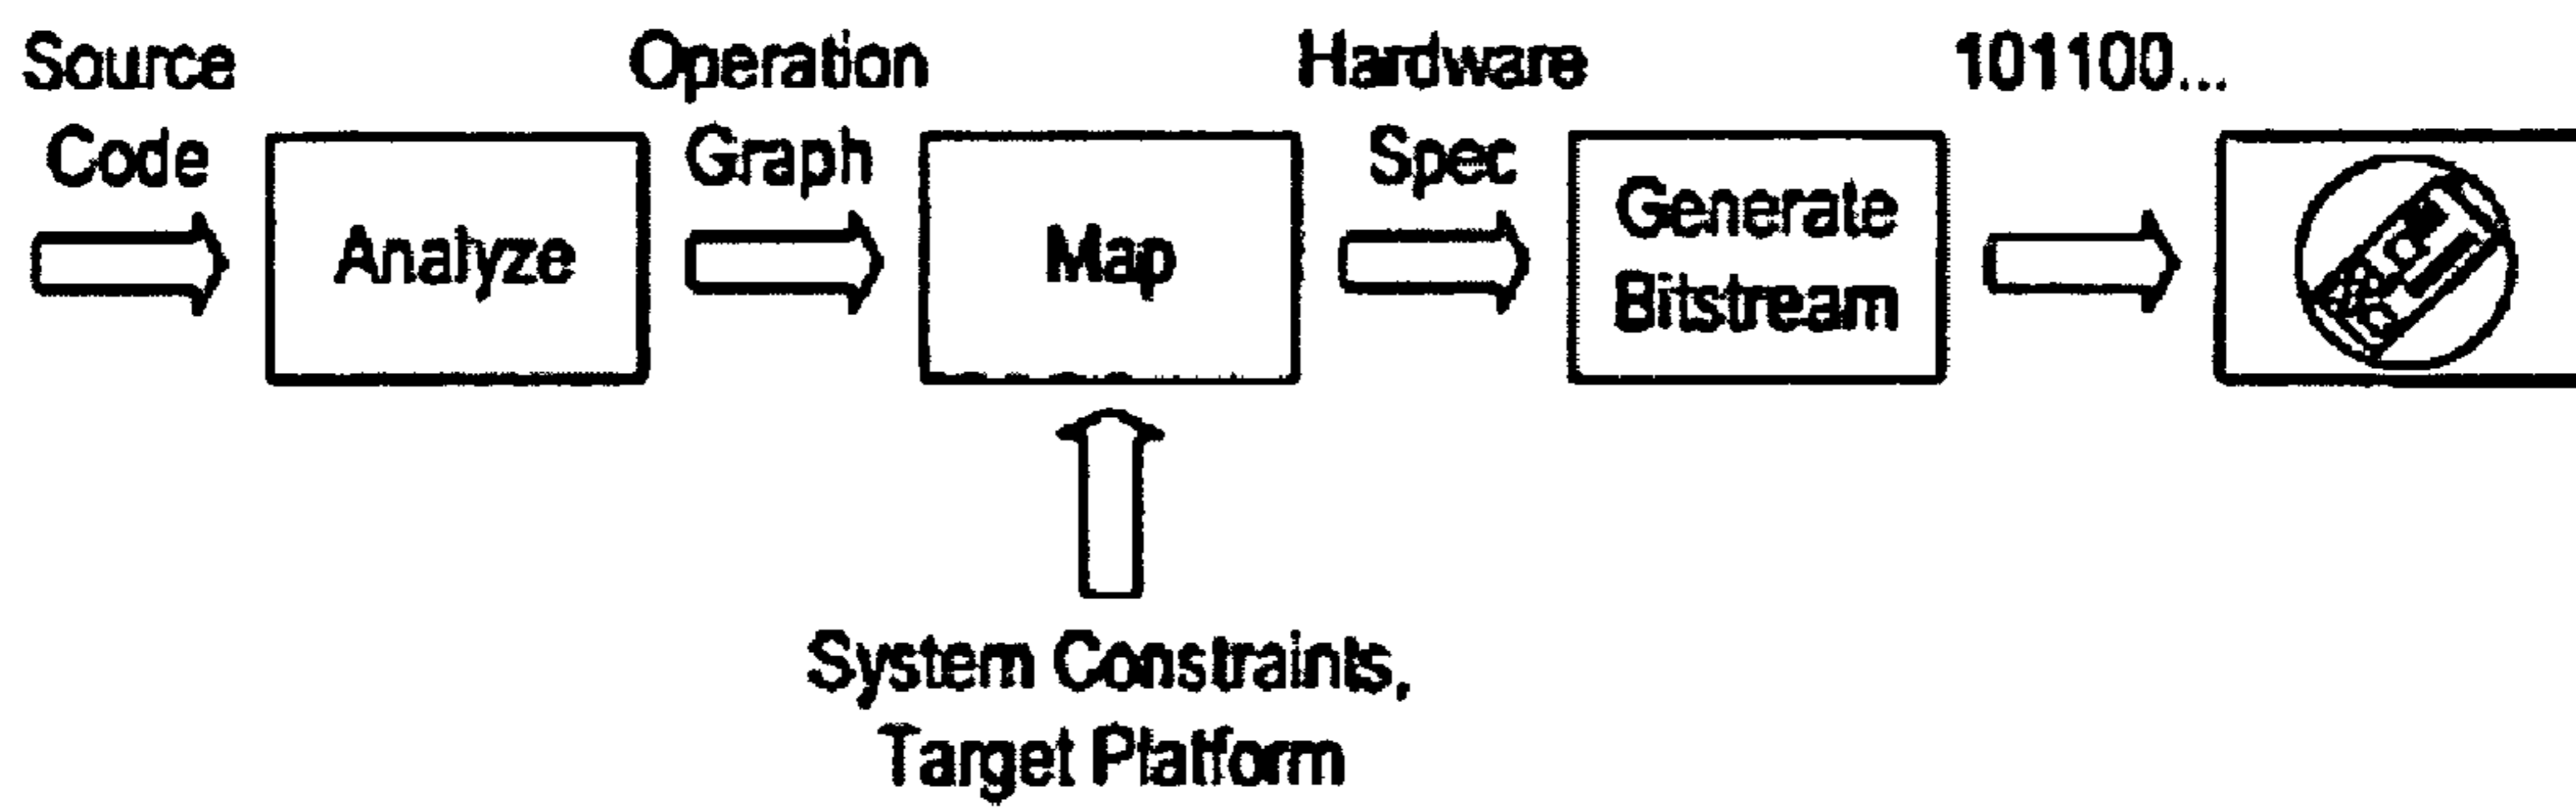 Source
Code
Analyze
Operation
Graph
Map
Hardware
Spec
Generate
Bitstream
101100...
System Constraints,
Target Platform